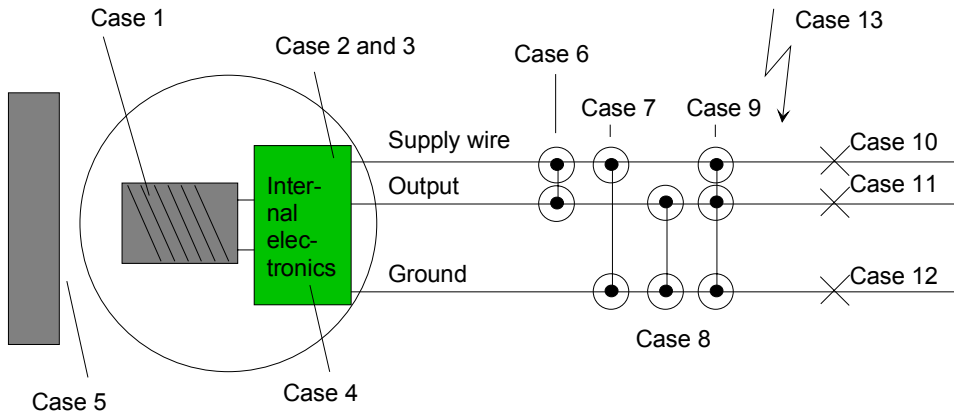 Case 1
Case 13
Case 2 and 3
Case 6
Case 7
Case 9
Supply wire
Case 10
Output
Case 11
Inter-
nal
elec-
tronics
Ground
Case 12
Case 8
Case 5
Case 4